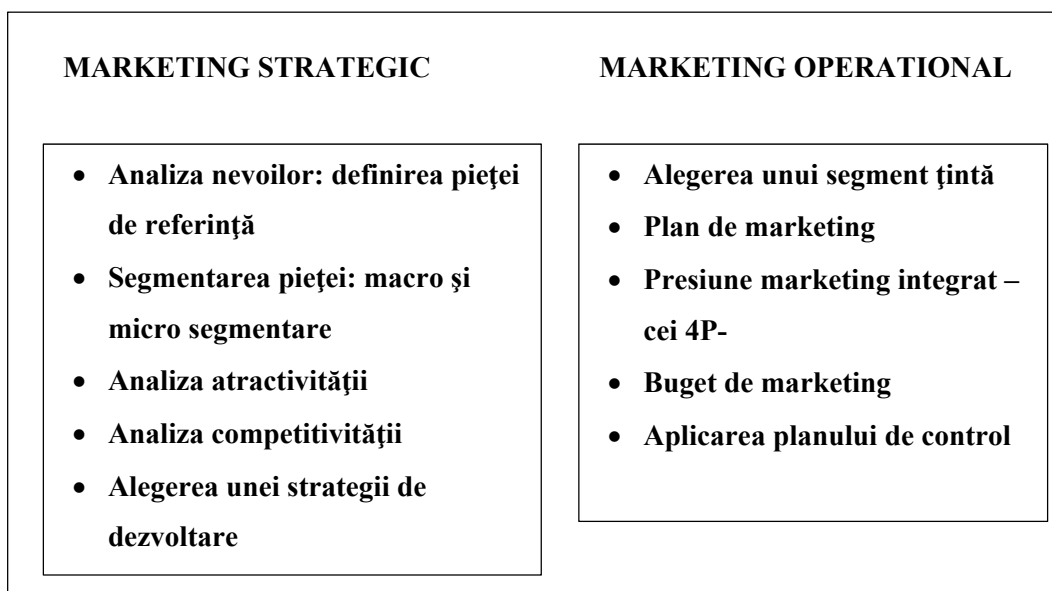 MARKETING STRATEGIC
• Analiza nevoilor: definirea pieţei
de referinţă
• Segmentarea pieţei: macro şi
micro segmentare
• Analiza atractivităţii
• Analiza competitivităţii
• Alegerea unei strategii de
dezvoltare
MARKETING OPERATIONAL
• Alegerea unui segment ţintă
• Plan de marketing
• Presiune marketing integrat –
cei 4P-
• Buget de marketing
• Aplicarea planului de control